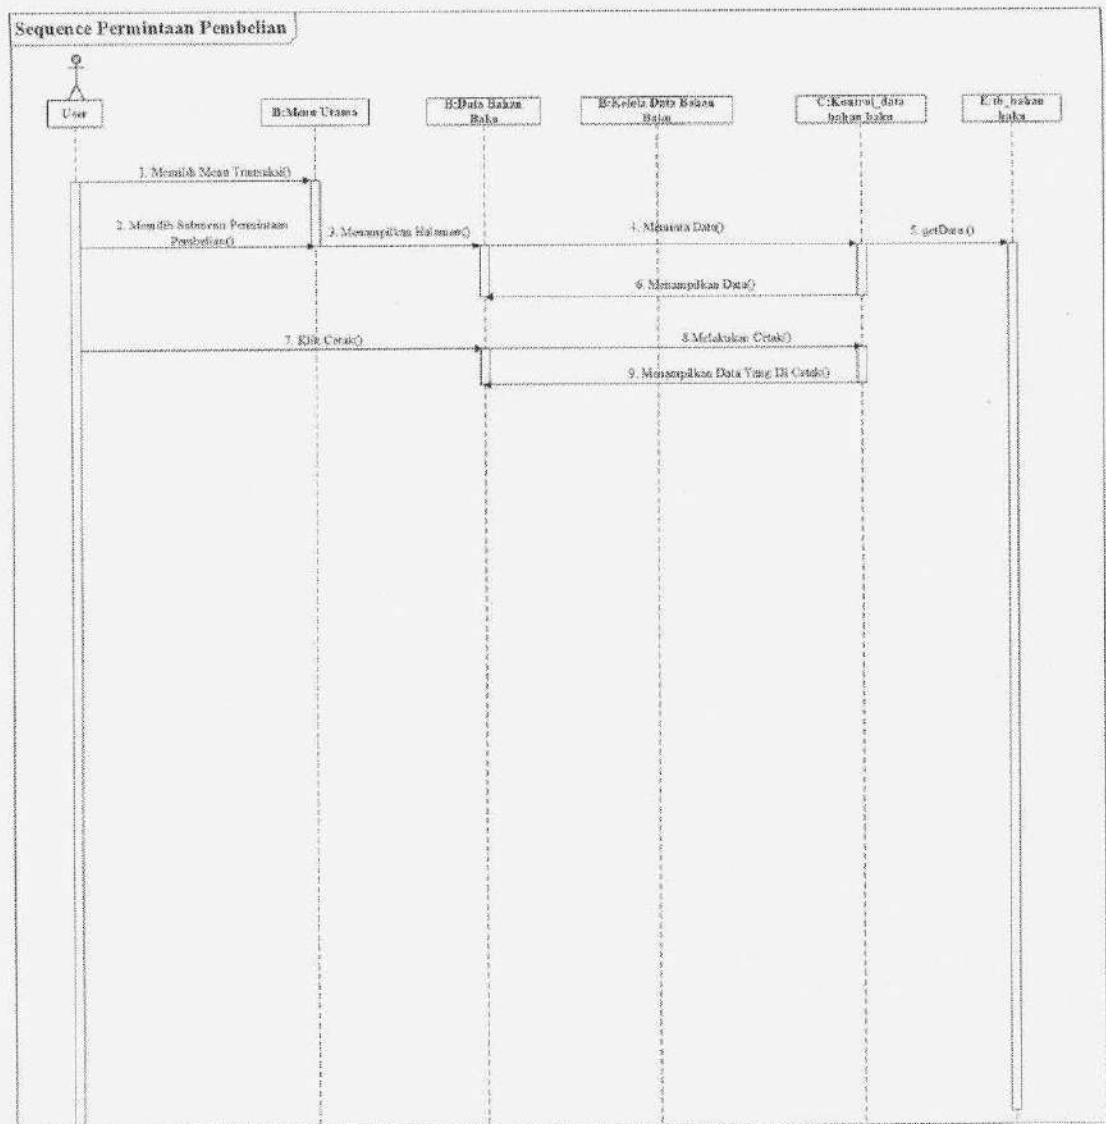 Sequence Permintaan Pembelian
User
B:Menu Utama
B:Data Bahan
Baku
B:Kelola Data Bahan
Baku
C:Kontrol_data
bahan baku
E:tb_bahan
baku
1. Memilih Menu Transaksi()
2. Memilih Submenu Permintaan
Pembelian()
3. Menampilkan Halaman()
4. Meminta Data()
5. getData ()
6. Menampilkan Data()
7. Klik Cetak()
8.Melakukan Cetak()
9. Menampilkan Data Yang Di Cetak()